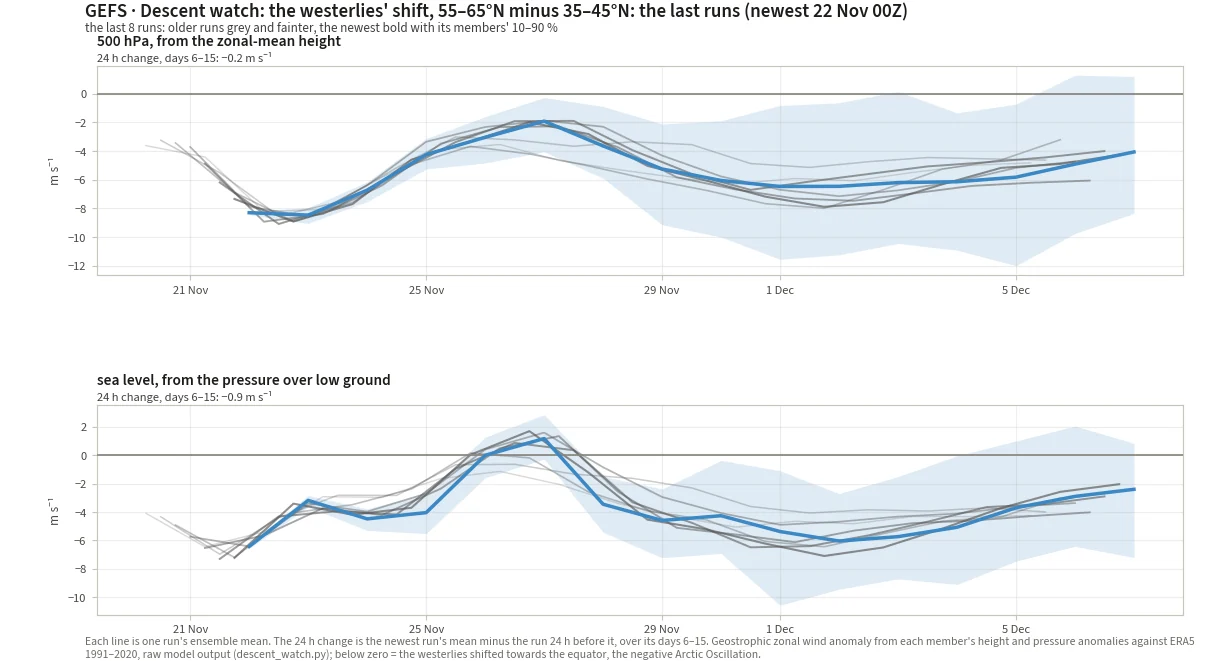 GEFS · Descent watch: the westerlies' shift, 55–65°N minus 35–45°N: the last runs (newest 22 Nov 00Z)
the last 8 runs: older runs grey and fainter, the newest bold with its members' 10–90 %
500 hPa, from the zonal-mean height
24 h change, days 6–15: −0.2 m s⁻¹
0
−2
−4
−6
−8
−10
−12
m s⁻¹
21 Nov
25 Nov
29 Nov
1 Dec
5 Dec
sea level, from the pressure over low ground
24 h change, days 6–15: −0.9 m s⁻¹
2
0
−2
−4
−6
−8
−10
m s⁻¹
21 Nov
25 Nov
29 Nov
1 Dec
5 Dec
Each line is one run's ensemble mean. The 24 h change is the newest run's mean minus the run 24 h before it, over its days 6–15. Geostrophic zonal wind anomaly from each member's height and pressure anomalies against ERA5
1991–2020, raw model output (descent_watch.py); below zero = the westerlies shifted towards the equator, the negative Arctic Oscillation.